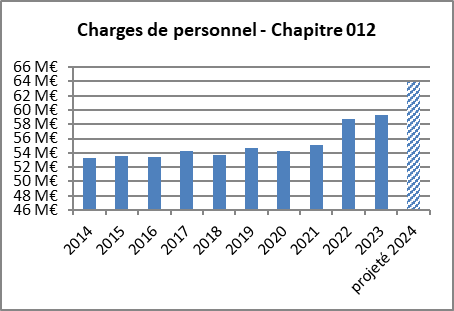 Charges de personnel - Chapitre 012
66 M€
64 M€
62 M€
60 M€
58 M€
56 M€
54 M€
52 M€
50 M€
48 M€
46 M€
2014
2015
2016
2017
2018
2019
2020
2021
2022
2023
projeté 2024